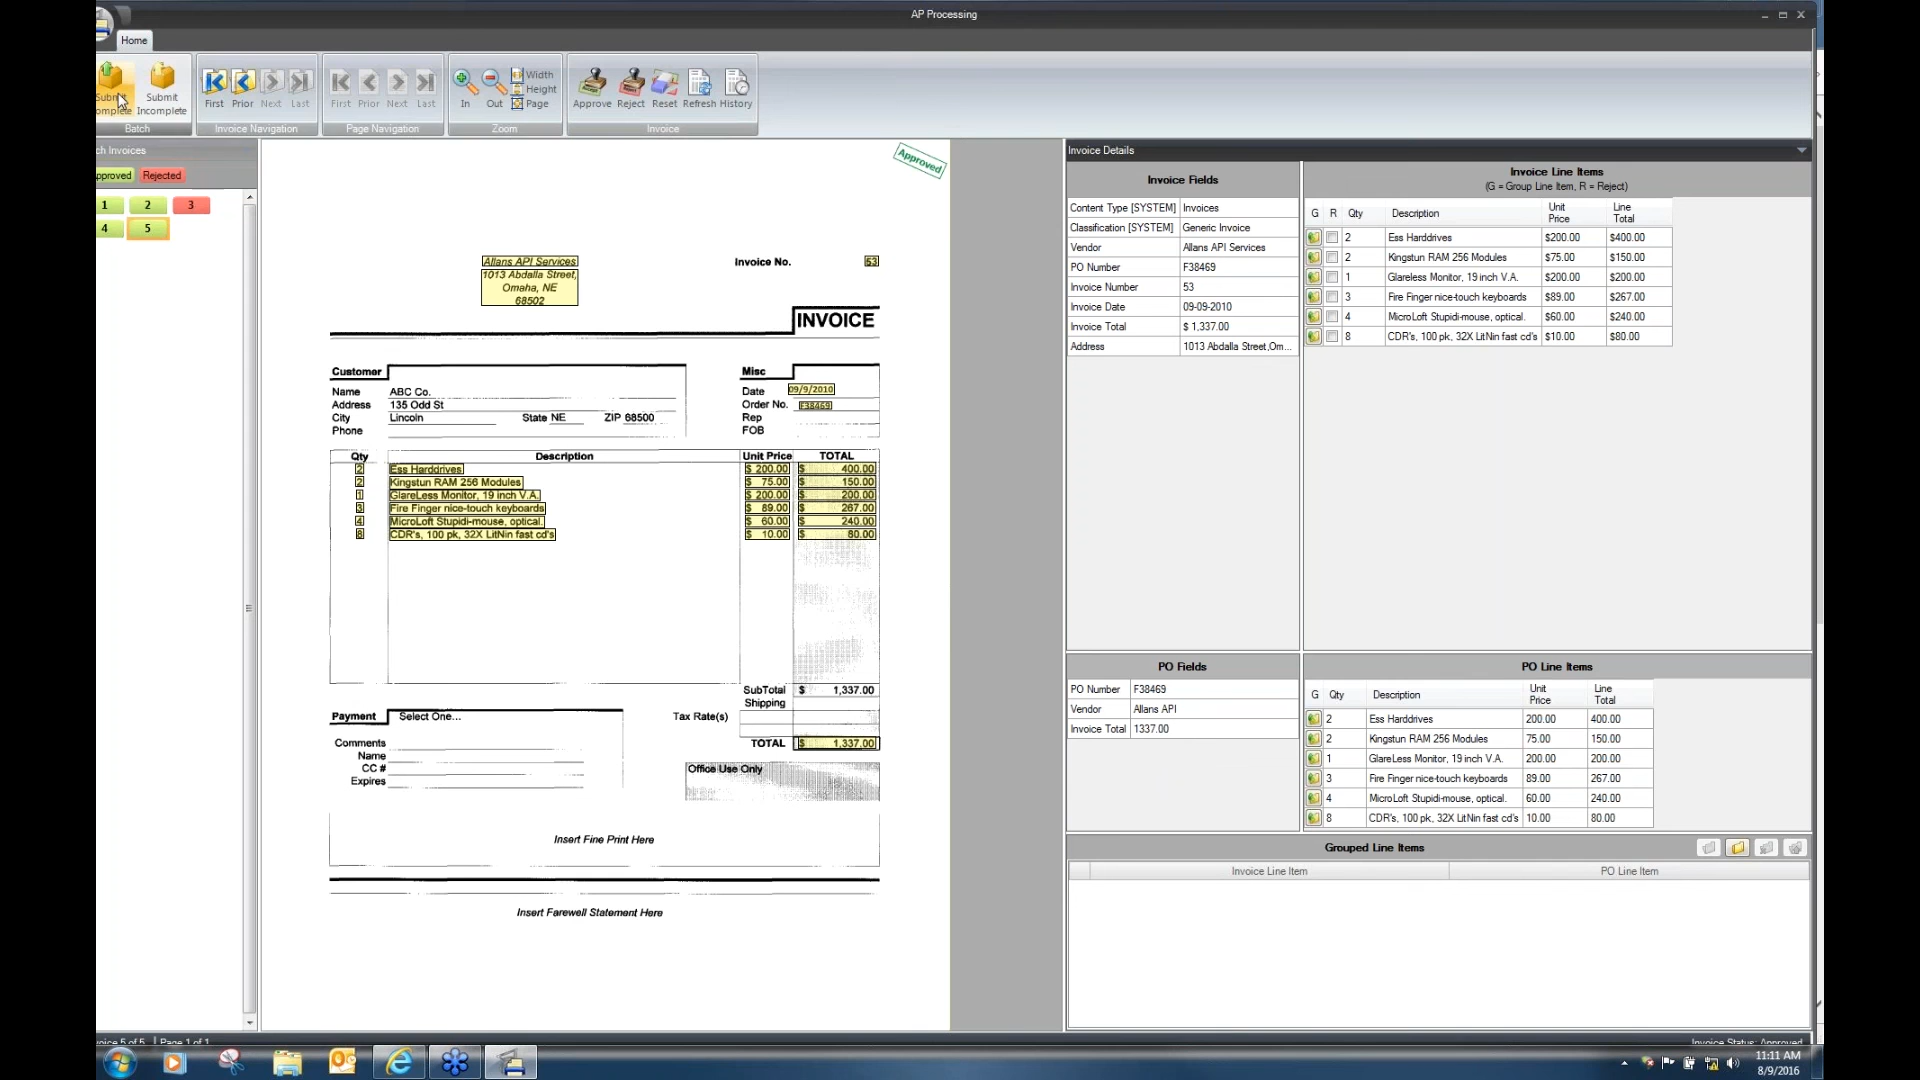 AP Processing
Home
Submit Complete
Submit Incomplete
First
Prior
Next
Last
First
Prior
Next
Last
In
Out
Width
Height
Page
Approve
Reject
Reset
Refresh
History
Batch
Invoice Navigation
Page Navigation
Zoom
Invoice
ch Invoices
pproved Rejected
1 2 3
4 5
Approved
Allans API Services
1013 Abdalla Street,
Omaha, NE
68502
Invoice No. 53
INVOICE
Customer
Name ABC Co.
Address 135 Odd St
City Lincoln State NE ZIP 68500
Phone
Misc
Date 09/9/2010
Order No. F38469
Rep
FOB
Qty Description Unit Price TOTAL
2 Ess Harddrives $ 200.00 $ 400.00
2 Kingstun RAM 256 Modules $ 75.00 $ 150.00
1 GlareLess Monitor, 19 inch V.A. $ 200.00 $ 200.00
3 Fire Finger nice-touch keyboards $ 89.00 $ 267.00
4 MicroLoft Stupidi-mouse, optical. $ 60.00 $ 240.00
8 CDR's, 100 pk, 32X LitNin fast cd's $ 10.00 $ 80.00
SubTotal $ 1,337.00
Shipping
Payment Select One... Tax Rate(s)
Comments TOTAL $ 1,337.00
Name
CC #
Expires
Office Use Only
Insert Fine Print Here
Insert Farewell Statement Here
Invoice Details
Invoice Fields
Content Type [SYSTEM] Invoices
Classification [SYSTEM] Generic Invoice
Vendor Allans API Services
PO Number F38469
Invoice Number 53
Invoice Date 09-09-2010
Invoice Total $ 1,337.00
Address 1013 Abdalla Street,Om...
Invoice Line Items
(G = Group Line Item, R = Reject)
G R Qty Description Unit Price Line Total
2 Ess Harddrives $200.00 $400.00
2 Kingstun RAM 256 Modules $75.00 $150.00
1 Glareless Monitor, 19 inch V.A. $200.00 $200.00
3 Fire Finger nice-touch keyboards $89.00 $267.00
4 MicroLoft Stupidi-mouse, optical. $60.00 $240.00
8 CDR's, 100 pk, 32X LitNin fast cd's $10.00 $80.00
PO Fields
PO Number F38469
Vendor Allans API
Invoice Total 1337.00
PO Line Items
G Qty Description Unit Price Line Total
2 Ess Harddrives 200.00 400.00
2 Kingstun RAM 256 Modules 75.00 150.00
1 GlareLess Monitor, 19 inch V.A. 200.00 200.00
3 Fire Finger nice-touch keyboards 89.00 267.00
4 MicroLoft Stupidi-mouse, optical. 60.00 240.00
8 CDR's, 100 pk, 32X LitNin fast cd's 10.00 80.00
Grouped Line Items
Invoice Line Item PO Line Item
voice 5 of 5 Page 1 of 1
Invoice Status: Approved
11:11 AM
8/9/2016